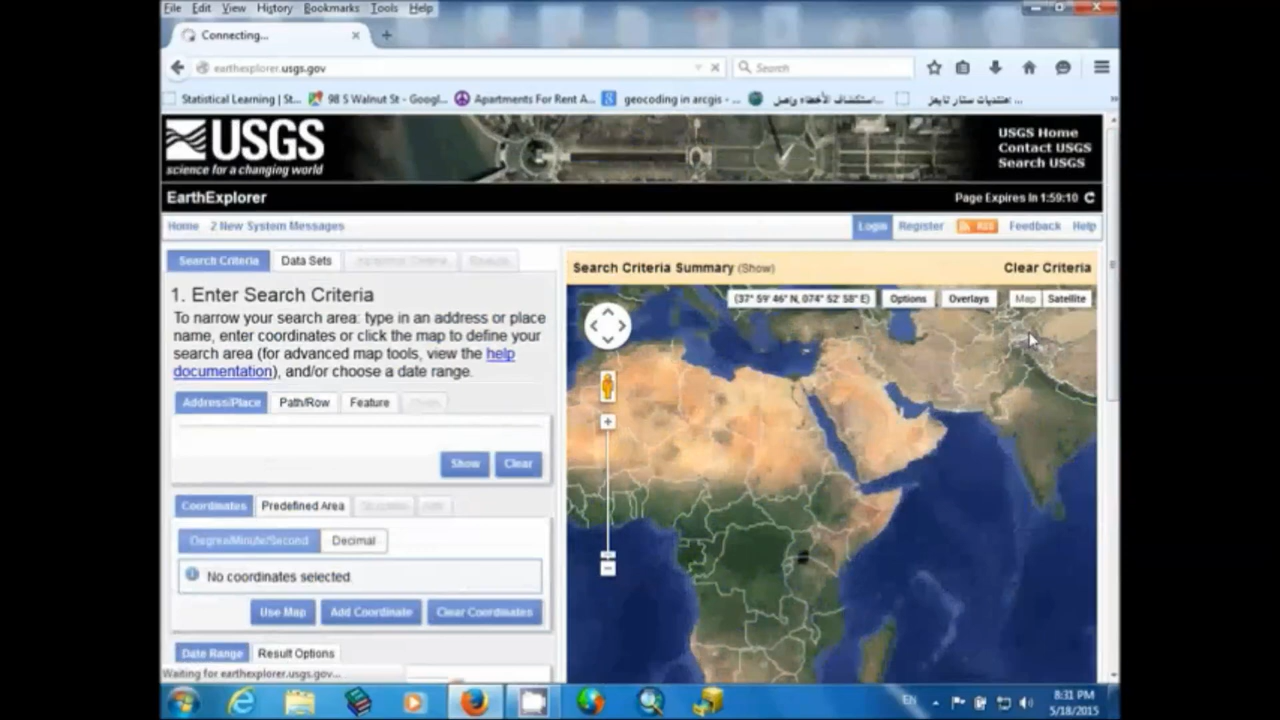 File Edit View History Bookmarks Tools Help
Connecting...
earthexplorer.usgs.gov
Search
Statistical Learning | St...
98 S Walnut St - Googl...
Apartments For Rent A...
geocoding in arcgis - ...
استكشاف الأخطاء وإصل...
منتديات ستار تايمز ...
USGS
science for a changing world
USGS Home
Contact USGS
Search USGS
EarthExplorer
Page Expires In 1:59:10
Home 2 New System Messages
Login Register RSS Feedback Help
Search Criteria Data Sets
Search Criteria Summary (Show)
Clear Criteria
1. Enter Search Criteria
To narrow your search area: type in an address or place
name, enter coordinates or click the map to define your
search area (for advanced map tools, view the help
documentation), and/or choose a date range.
(37° 59' 46" N, 074° 52' 58" E)
Options Overlays Map Satellite
Address/Place Path/Row Feature
Show Clear
Coordinates Predefined Area
Degree/Minute/Second Decimal
No coordinates selected.
Use Map Add Coordinate Clear Coordinates
Date Range Result Options
Waiting for earthexplorer.usgs.gov...
EN
8:31 PM
5/18/2015